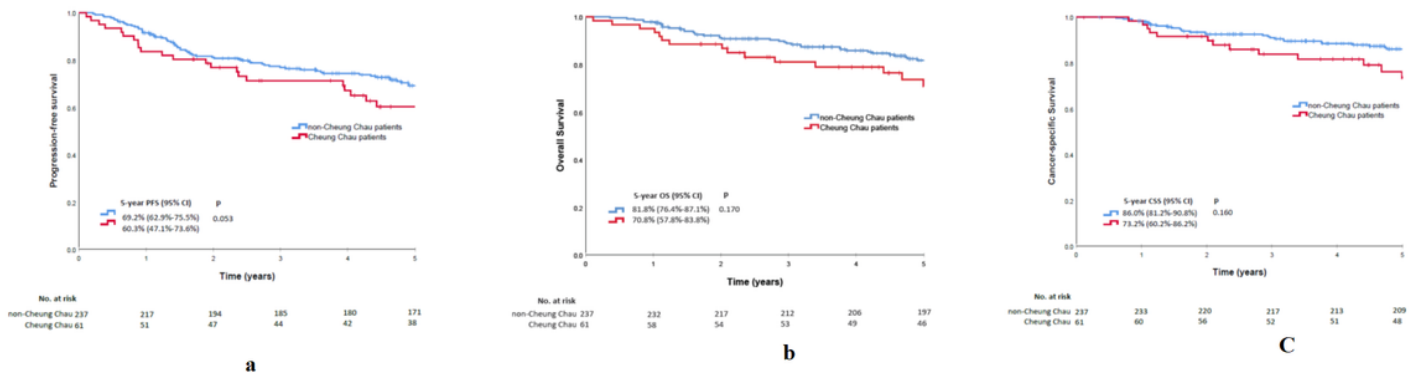 Progression-free survival
1.0
0.8
0.6
0.4
0.2
0.0
non-Cheung Chau patients
Cheung Chau patients
5-year PFS (95% CI) P
69.2% (62.9%-75.5%) 0.053
60.3% (47.1%-73.6%)
0 1 2 3 4 5
Time (years)
No. at risk
non-Cheung Chau 237 217 194 185 180 171
Cheung Chau 61 51 47 44 42 38
a
Overall Survival
1.0
0.8
0.6
0.4
0.2
0.0
non-Cheung Chau patients
Cheung Chau patients
5-year OS (95% CI) P
81.8% (76.4%-87.1%) 0.170
70.8% (57.8%-83.8%)
0 1 2 3 4 5
Time (years)
No. at risk
non-Cheung Chau 237 232 217 212 206 197
Cheung Chau 61 58 54 53 49 46
b
Cancer-specific Survival
1.0
0.8
0.6
0.4
0.2
0.0
non-Cheung Chau patients
Cheung Chau patients
5-year CSS (95% CI) P
86.0% (81.2%-90.8%) 0.160
73.2% (60.2%-86.2%)
0 1 2 3 4 5
Time (years)
No. at risk
non-Cheung Chau 237 233 220 217 213 209
Cheung Chau 61 60 56 52 51 48
C